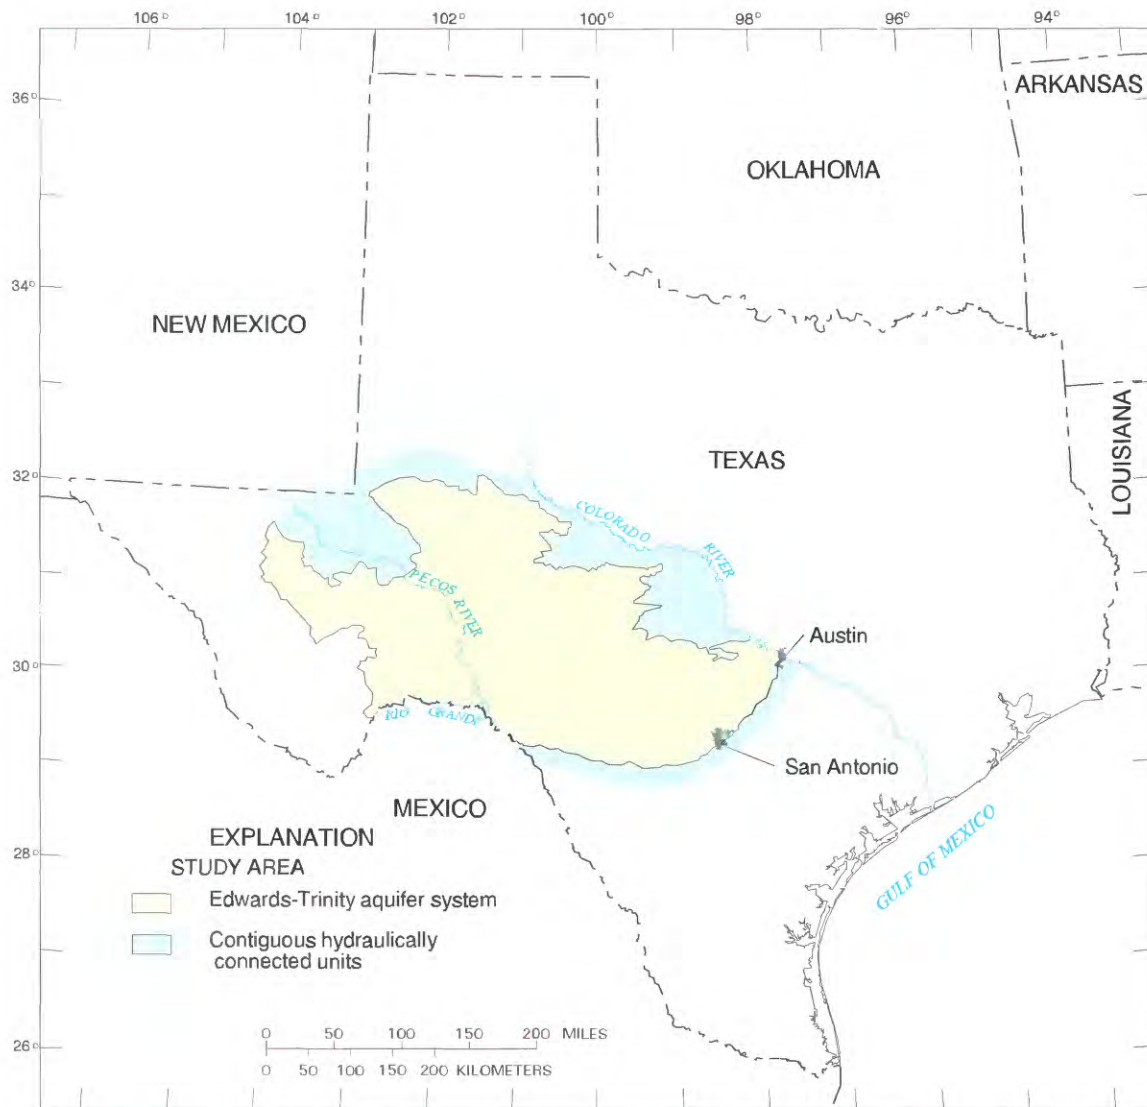 106° 104° 102° 100° 98° 96° 94°
36°
ARKANSAS
OKLAHOMA
34°
NEW MEXICO
LOUISIANA
32°
TEXAS
COLORADO
RIVER
PECOS RIVER
Austin
30°
RIO GRANDE
San Antonio
MEXICO
GULF OF MEXICO
28°
EXPLANATION
STUDY AREA
Edwards-Trinity aquifer system
Contiguous hydraulically
connected units
26°
0 50 100 150 200 MILES
0 50 100 150 200 KILOMETERS